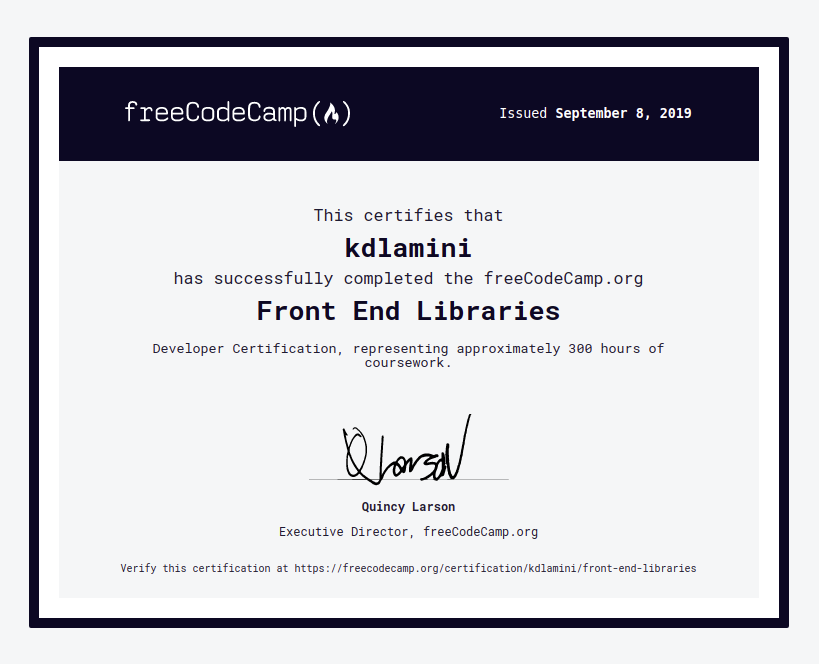 freeCodeCamp(🔥)
Issued September 8, 2019
This certifies that
kdlamini
has successfully completed the freeCodeCamp.org
Front End Libraries
Developer Certification, representing approximately 300 hours of
coursework.
Q Larson
Quincy Larson
Executive Director, freeCodeCamp.org
Verify this certification at https://freecodecamp.org/certification/kdlamini/front-end-libraries